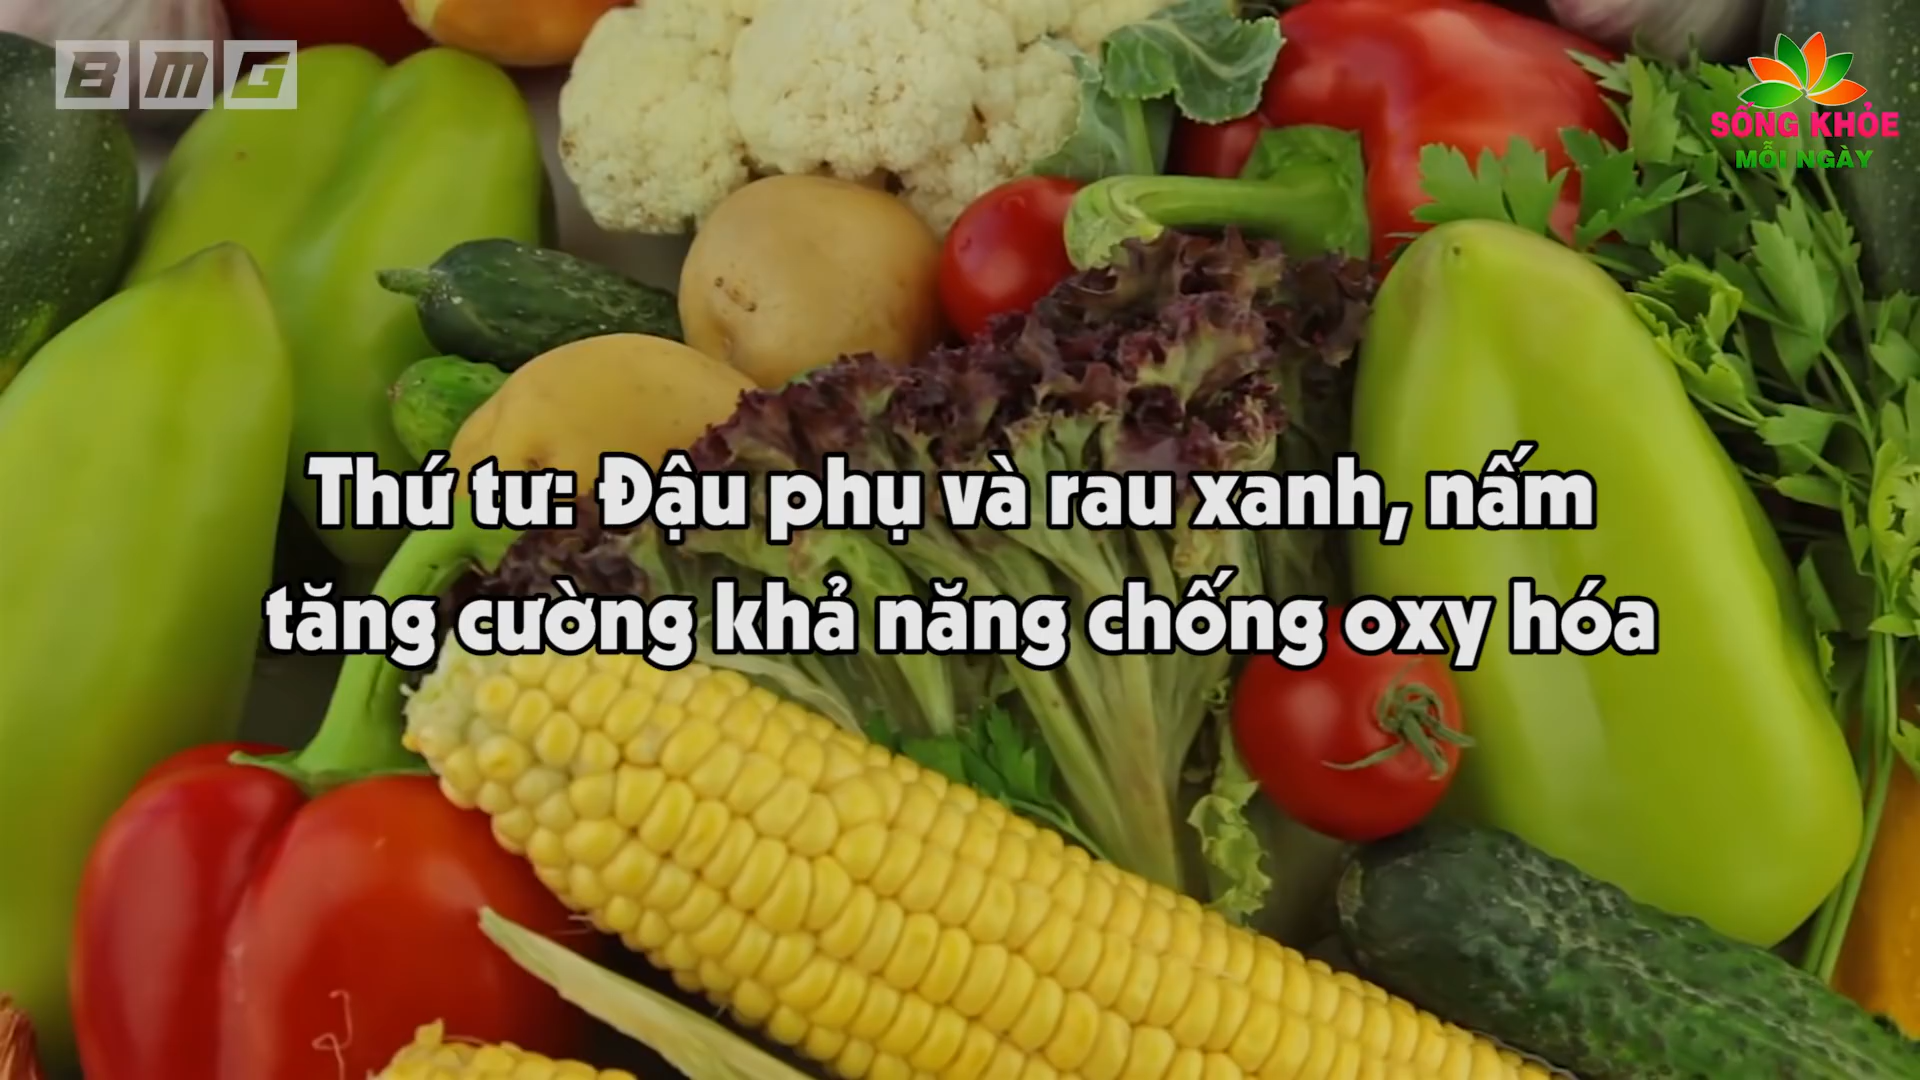 BMG
SỐNG KHỎE
MỖI NGÀY
Thứ tư: Đậu phụ và rau xanh, nấm
tăng cường khả năng chống oxy hóa